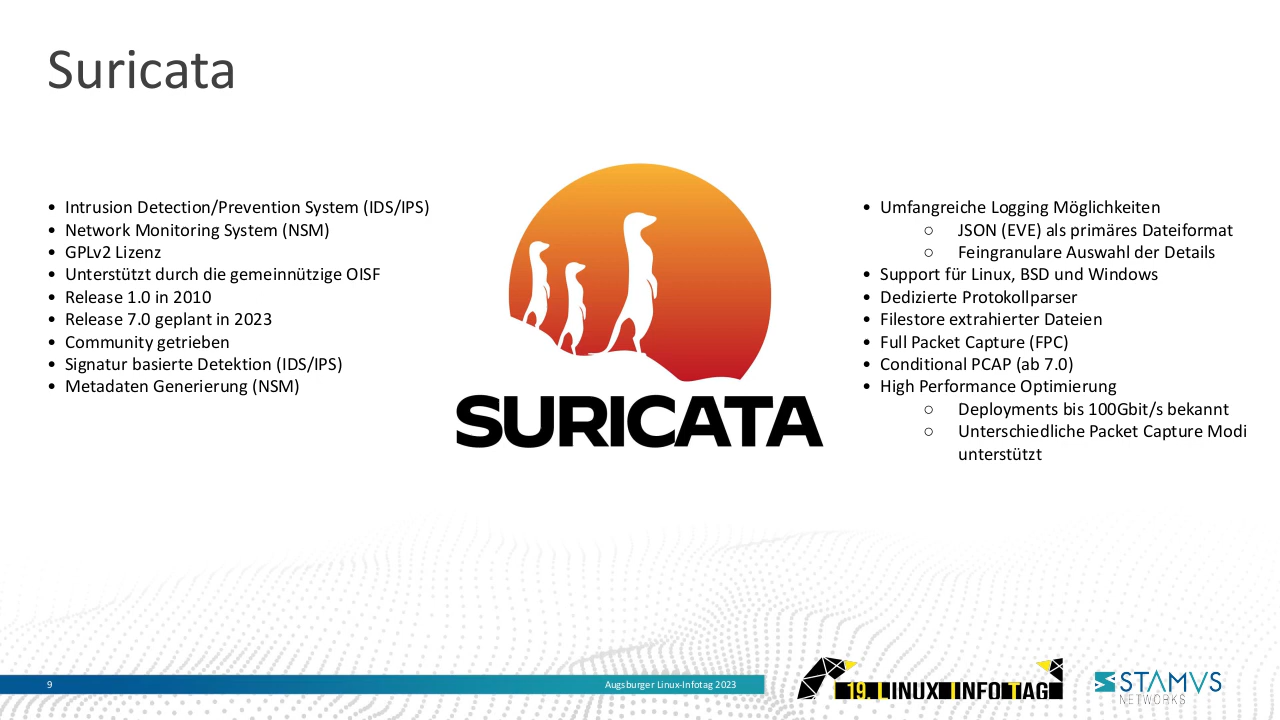 Suricata
• Intrusion Detection/Prevention System (IDS/IPS)
• Network Monitoring System (NSM)
• GPLv2 Lizenz
• Unterstützt durch die gemeinnützige OISF
• Release 1.0 in 2010
• Release 7.0 geplant in 2023
• Community getrieben
• Signatur basierte Detektion (IDS/IPS)
• Metadaten Generierung (NSM)
SURICATA
• Umfangreiche Logging Möglichkeiten
○ JSON (EVE) als primäres Dateiformat
○ Feingranulare Auswahl der Details
• Support für Linux, BSD und Windows
• Dedizierte Protokollparser
• Filestore extrahierter Dateien
• Full Packet Capture (FPC)
• Conditional PCAP (ab 7.0)
• High Performance Optimierung
○ Deployments bis 100Gbit/s bekannt
○ Unterschiedliche Packet Capture Modi
unterstützt
9
Augsburger Linux-Infotag 2023
19. LINUX INFO TAG
STAMVS
NETWORKS